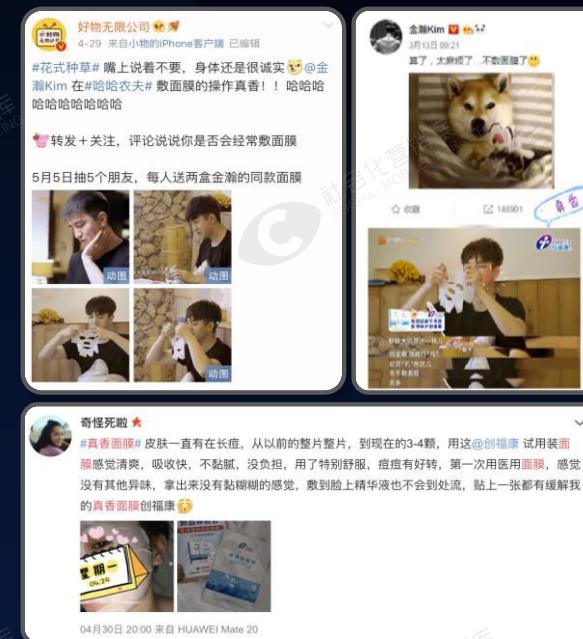 好物无限公司
4-29 来自小物的iPhone客户端 已编辑
#花式种草# 嘴上说着不要，身体还是很诚实 @金
瀚Kim 在#哈哈农夫# 敷面膜的操作真香！！哈哈哈
哈哈哈哈哈哈哈哈
转发＋关注，评论说说你是否会经常敷面膜
5月5日抽5个朋友，每人送两盒金瀚的同款面膜
动图
动图
动图
动图
金瀚Kim
3月13日 09:21
算了，太麻烦了...不敷面膜了
收藏
148901
真香
奇怪死啦
#真香面膜# 皮肤一直有在长痘，从以前的整片整片，到现在的3-4颗，用这@创福康 试用装面
膜感觉清爽，吸收快，不黏腻，没负担，用了特别舒服，痘痘有好转，第一次用医用面膜，感觉
没有其他异味，拿出来没有黏糊糊的感觉，敷到脸上精华液也不会到处流，贴上一张都有缓解我
的真香面膜创福康
星期一
04.29
04月30日 20:00 来自 HUAWEI Mate 20